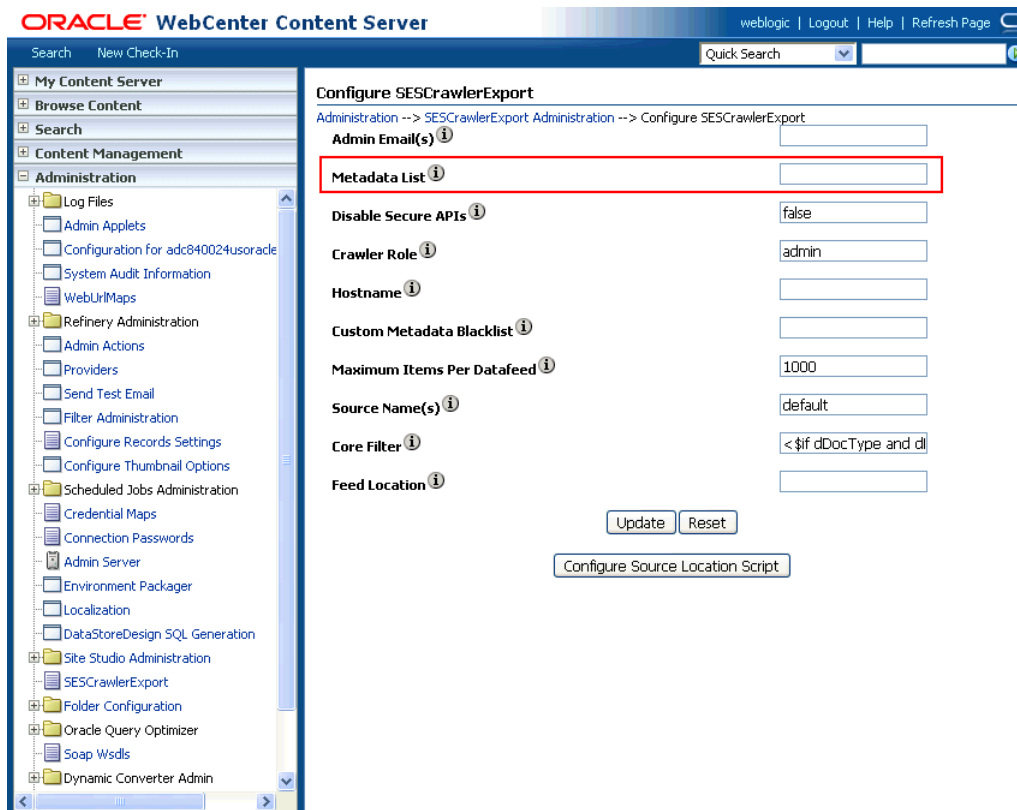 ORACLE® WebCenter Content Server
weblogic | Logout | Help | Refresh Page
Search New Check-In
Quick Search
My Content Server
Browse Content
Search
Content Management
Administration
Log Files
Admin Applets
Configuration for adc840024usoracle
System Audit Information
WebUrlMaps
Refinery Administration
Admin Actions
Providers
Send Test Email
Filter Administration
Configure Records Settings
Configure Thumbnail Options
Scheduled Jobs Administration
Credential Maps
Connection Passwords
Admin Server
Environment Packager
Localization
DataStoreDesign SQL Generation
Site Studio Administration
SESCrawlerExport
Folder Configuration
Oracle Query Optimizer
Soap Wsdls
Dynamic Converter Admin
Configure SESCrawlerExport
Administration --> SESCrawlerExport Administration --> Configure SESCrawlerExport
Admin Email(s)
Metadata List
Disable Secure APIs false
Crawler Role admin
Hostname
Custom Metadata Blacklist
Maximum Items Per Datafeed 1000
Source Name(s) default
Core Filter <$if dDocType and dI
Feed Location
Update Reset
Configure Source Location Script